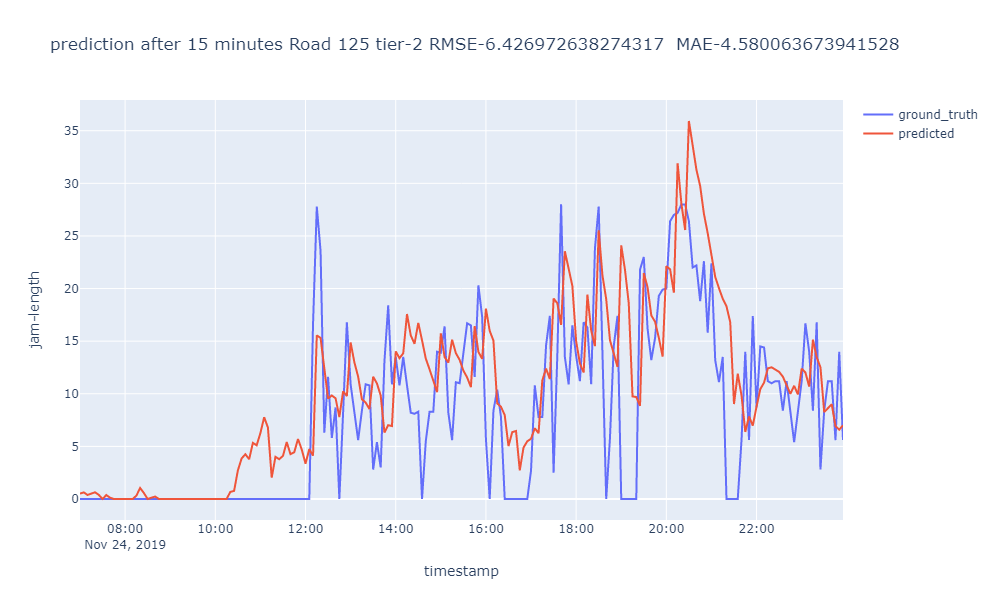 prediction after 15 minutes Road 125 tier-2 RMSE-6.426972638274317  MAE-4.580063673941528
ground_truth
predicted
35
30
25
20
15
10
5
0
jam-length
08:00 10:00 12:00 14:00 16:00 18:00 20:00 22:00
Nov 24, 2019
timestamp